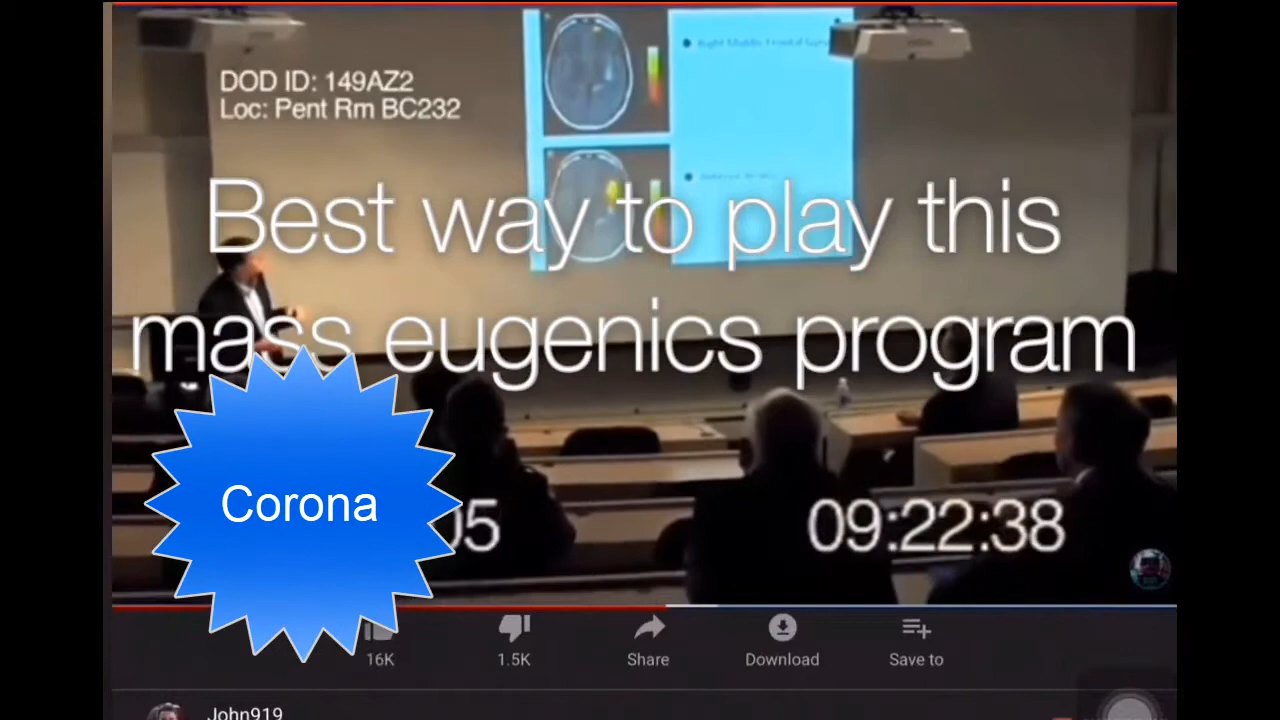 DOD ID: 149AZ2
Loc: Pent Rm BC232
Best way to play this
mass eugenics program
Corona
05
09:22:38
16K
1.5K
Share
Download
Save to
John919